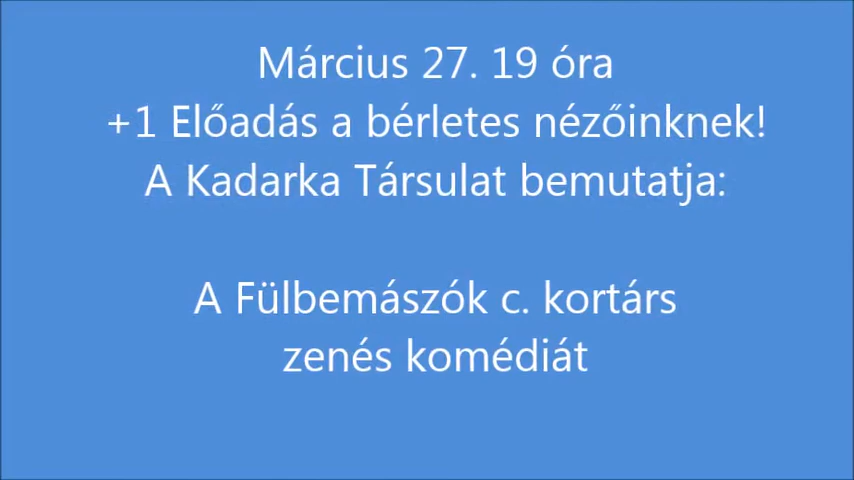 Március 27. 19 óra
+1 Előadás a bérletes nézőinknek!
A Kadarka Társulat bemutatja:
A Fülbemászók c. kortárs
zenés komédiát